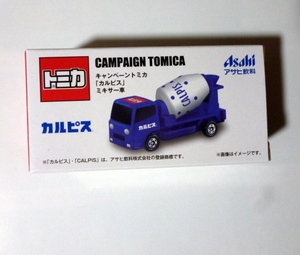 トミカ
CAMPAIGN TOMICA
キャンペーントミカ
「カルピス」
ミキサー車
Asahi
アサヒ飲料
カルピス
CALPIS
カルピス
※「カルピス」・「CALPIS」は、アサヒ飲料株式会社の登録商標です。
※画像はイメージです。